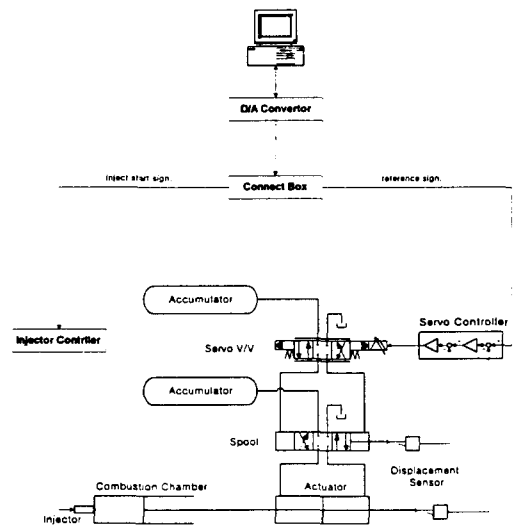 D/A Convertor
Inject start sign.
Connect Box
reference sign.
Accumulator
Servo Controller
Injector Contrller
Servo V/V
Accumulator
Spool
Displacement
Sensor
Combustion Chamber
Actuator
Injector